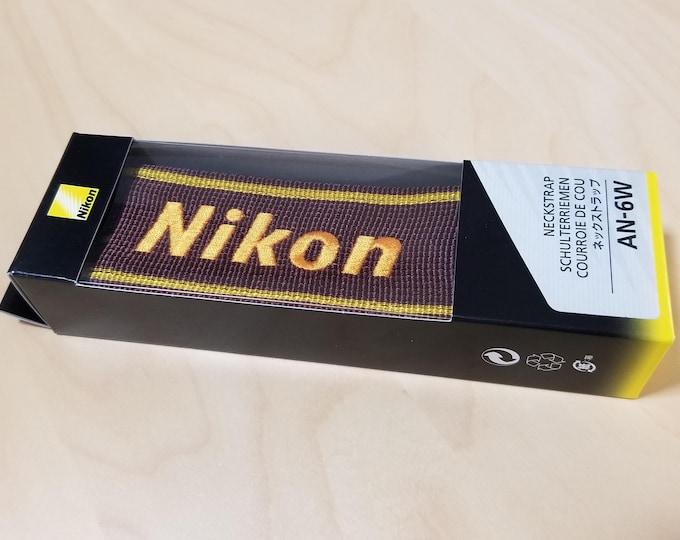 Nikon
Nikon
NECKSTRAP
SCHULTERRIEMEN
COURROIE DE COU
ネックストラップ
AN-6W